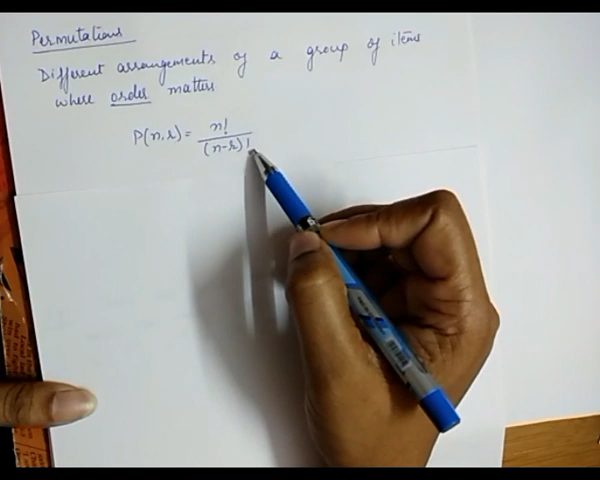 Permutations
Different arrangements of a group of items
where order matters
P(n,r) = n!
(n-r)!